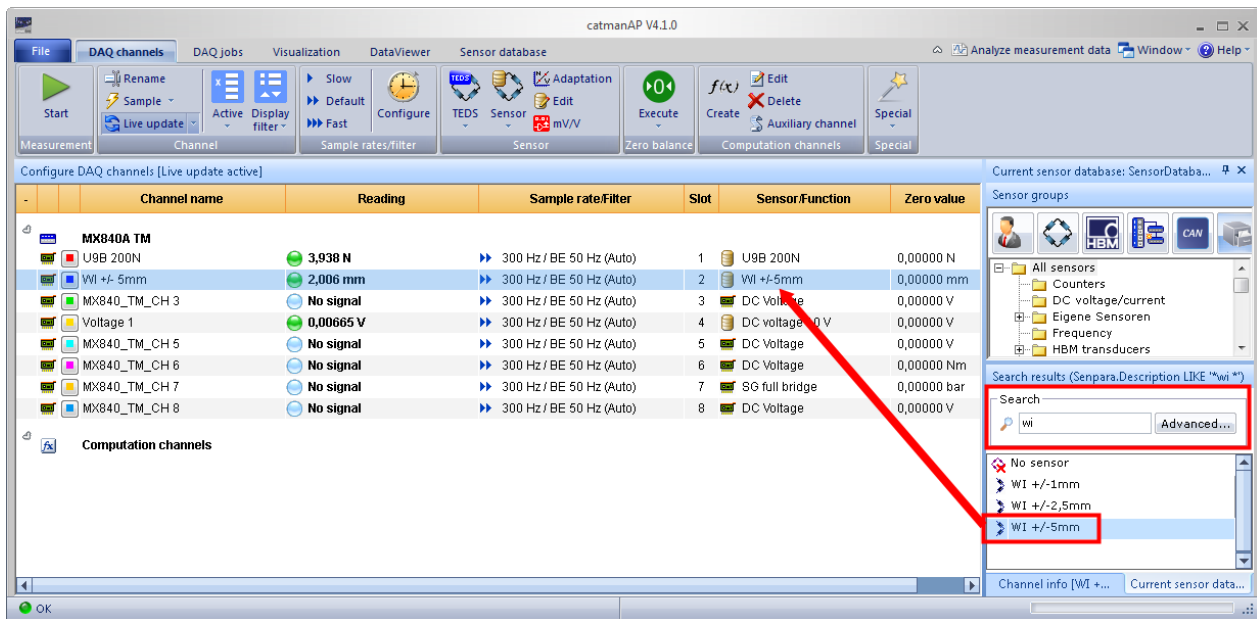 catmanAP V4.1.0
File DAQ channels DAQ jobs Visualization DataViewer Sensor database Analyze measurement data Window Help
Start
Rename
Sample
Live update
Active
Display filter
Slow
Default
Fast
Configure
TEDS
Sensor
Adaptation
Edit
mV/V
Execute
f(x)
Create
Edit
Delete
Auxiliary channel
Special
Measurement Channel Sample rates/filter Sensor Zero balance Computation channels Special
Configure DAQ channels [Live update active]
- Channel name Reading Sample rate/Filter Slot Sensor/Function Zero value
MX840A TM
U9B 200N 3,938 N 300 Hz / BE 50 Hz (Auto) 1 U9B 200N 0,00000 N
WI +/- 5mm 2,006 mm 300 Hz / BE 50 Hz (Auto) 2 WI +/-5mm 0,00000 mm
MX840_TM_CH 3 No signal 300 Hz / BE 50 Hz (Auto) 3 DC 0,00000 V
Voltage 1 0,00665 V 300 Hz / BE 50 Hz (Auto) 4 DC voltage 0 V 0,00000 V
MX840_TM_CH 5 No signal 300 Hz / BE 50 Hz (Auto) 5 DC Voltage 0,00000 V
MX840_TM_CH 6 No signal 300 Hz / BE 50 Hz (Auto) 6 DC Voltage 0,00000 Nm
MX840_TM_CH 7 No signal 300 Hz / BE 50 Hz (Auto) 7 SG full bridge 0,00000 bar
MX840_TM_CH 8 No signal 300 Hz / BE 50 Hz (Auto) 8 DC Voltage 0,00000 V
fx Computation channels
Current sensor database: SensorDataba...
Sensor groups
HBM CAN
All sensors
Counters
DC voltage/current
Eigene Sensoren
Frequency
HBM transducers
Search results (Senpara.Description LIKE '*wi *')
Search
wi Advanced...
No sensor
WI +/-1mm
WI +/-2,5mm
WI +/-5mm
Channel info [WI +... Current sensor data...
OK